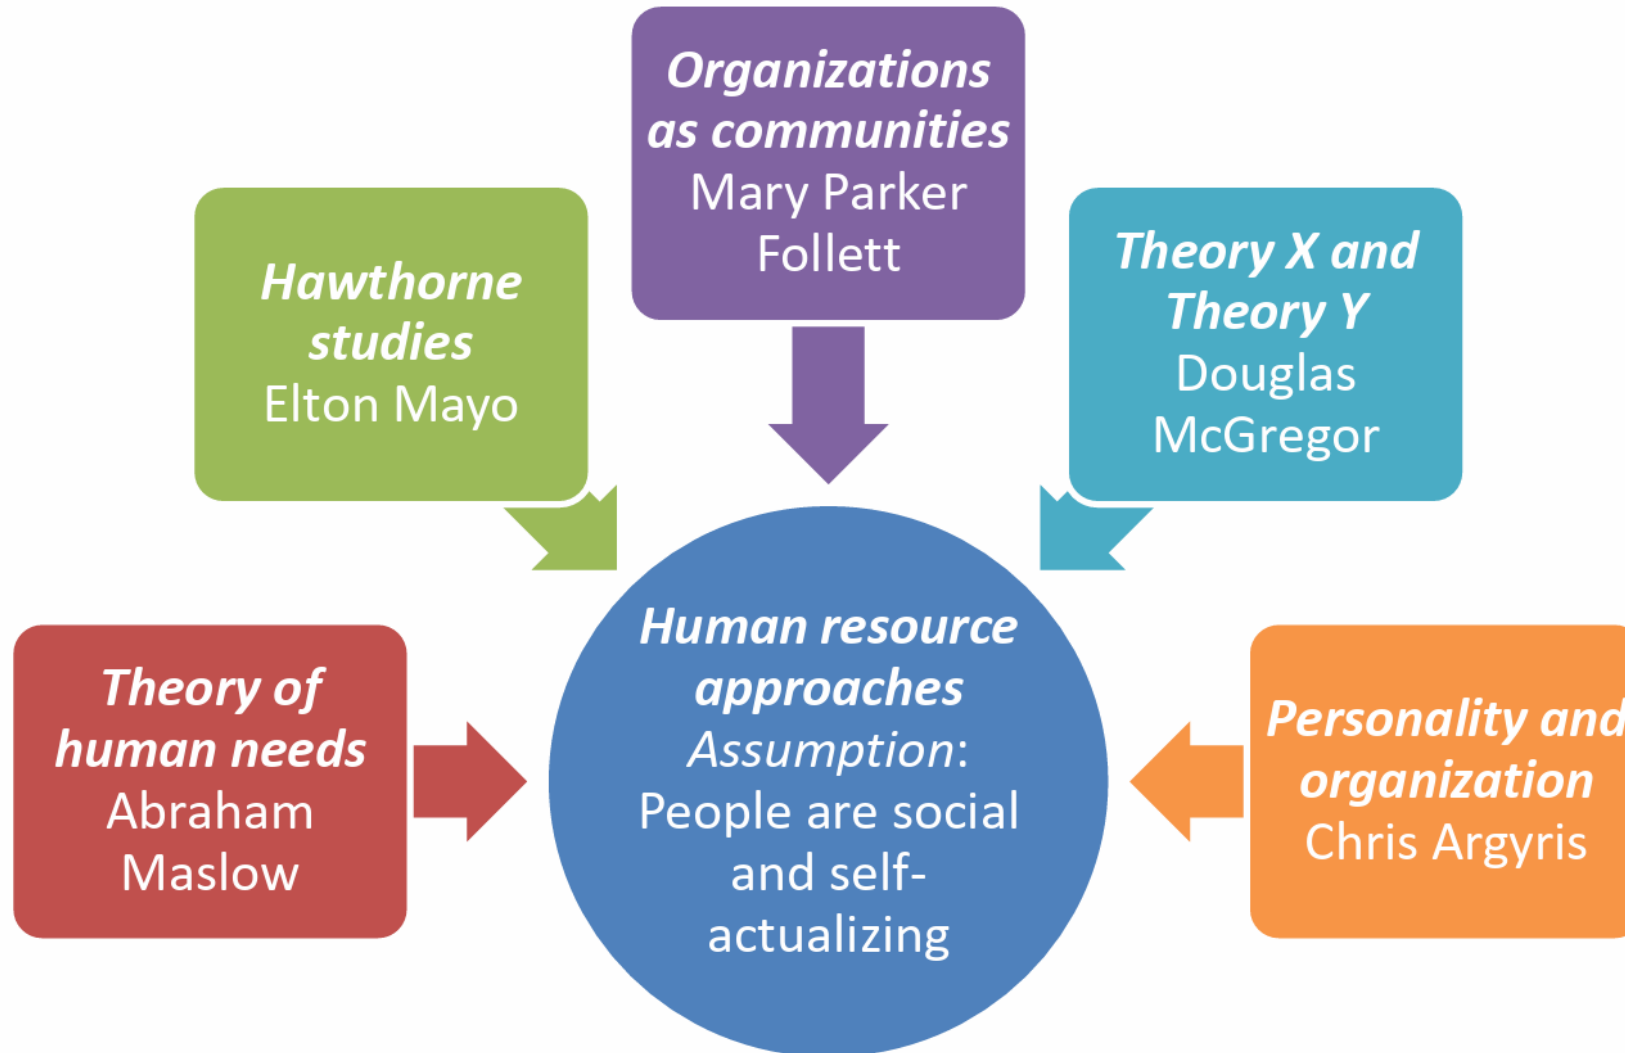 Organizations
as communities
Mary Parker
Follett
Hawthorne
studies
Elton Mayo
Theory X and
Theory Y
Douglas
McGregor
Theory of
human needs
Abraham
Maslow
Human resource
approaches
Assumption:
People are social
and self-
actualizing
Personality and
organization
Chris Argyris